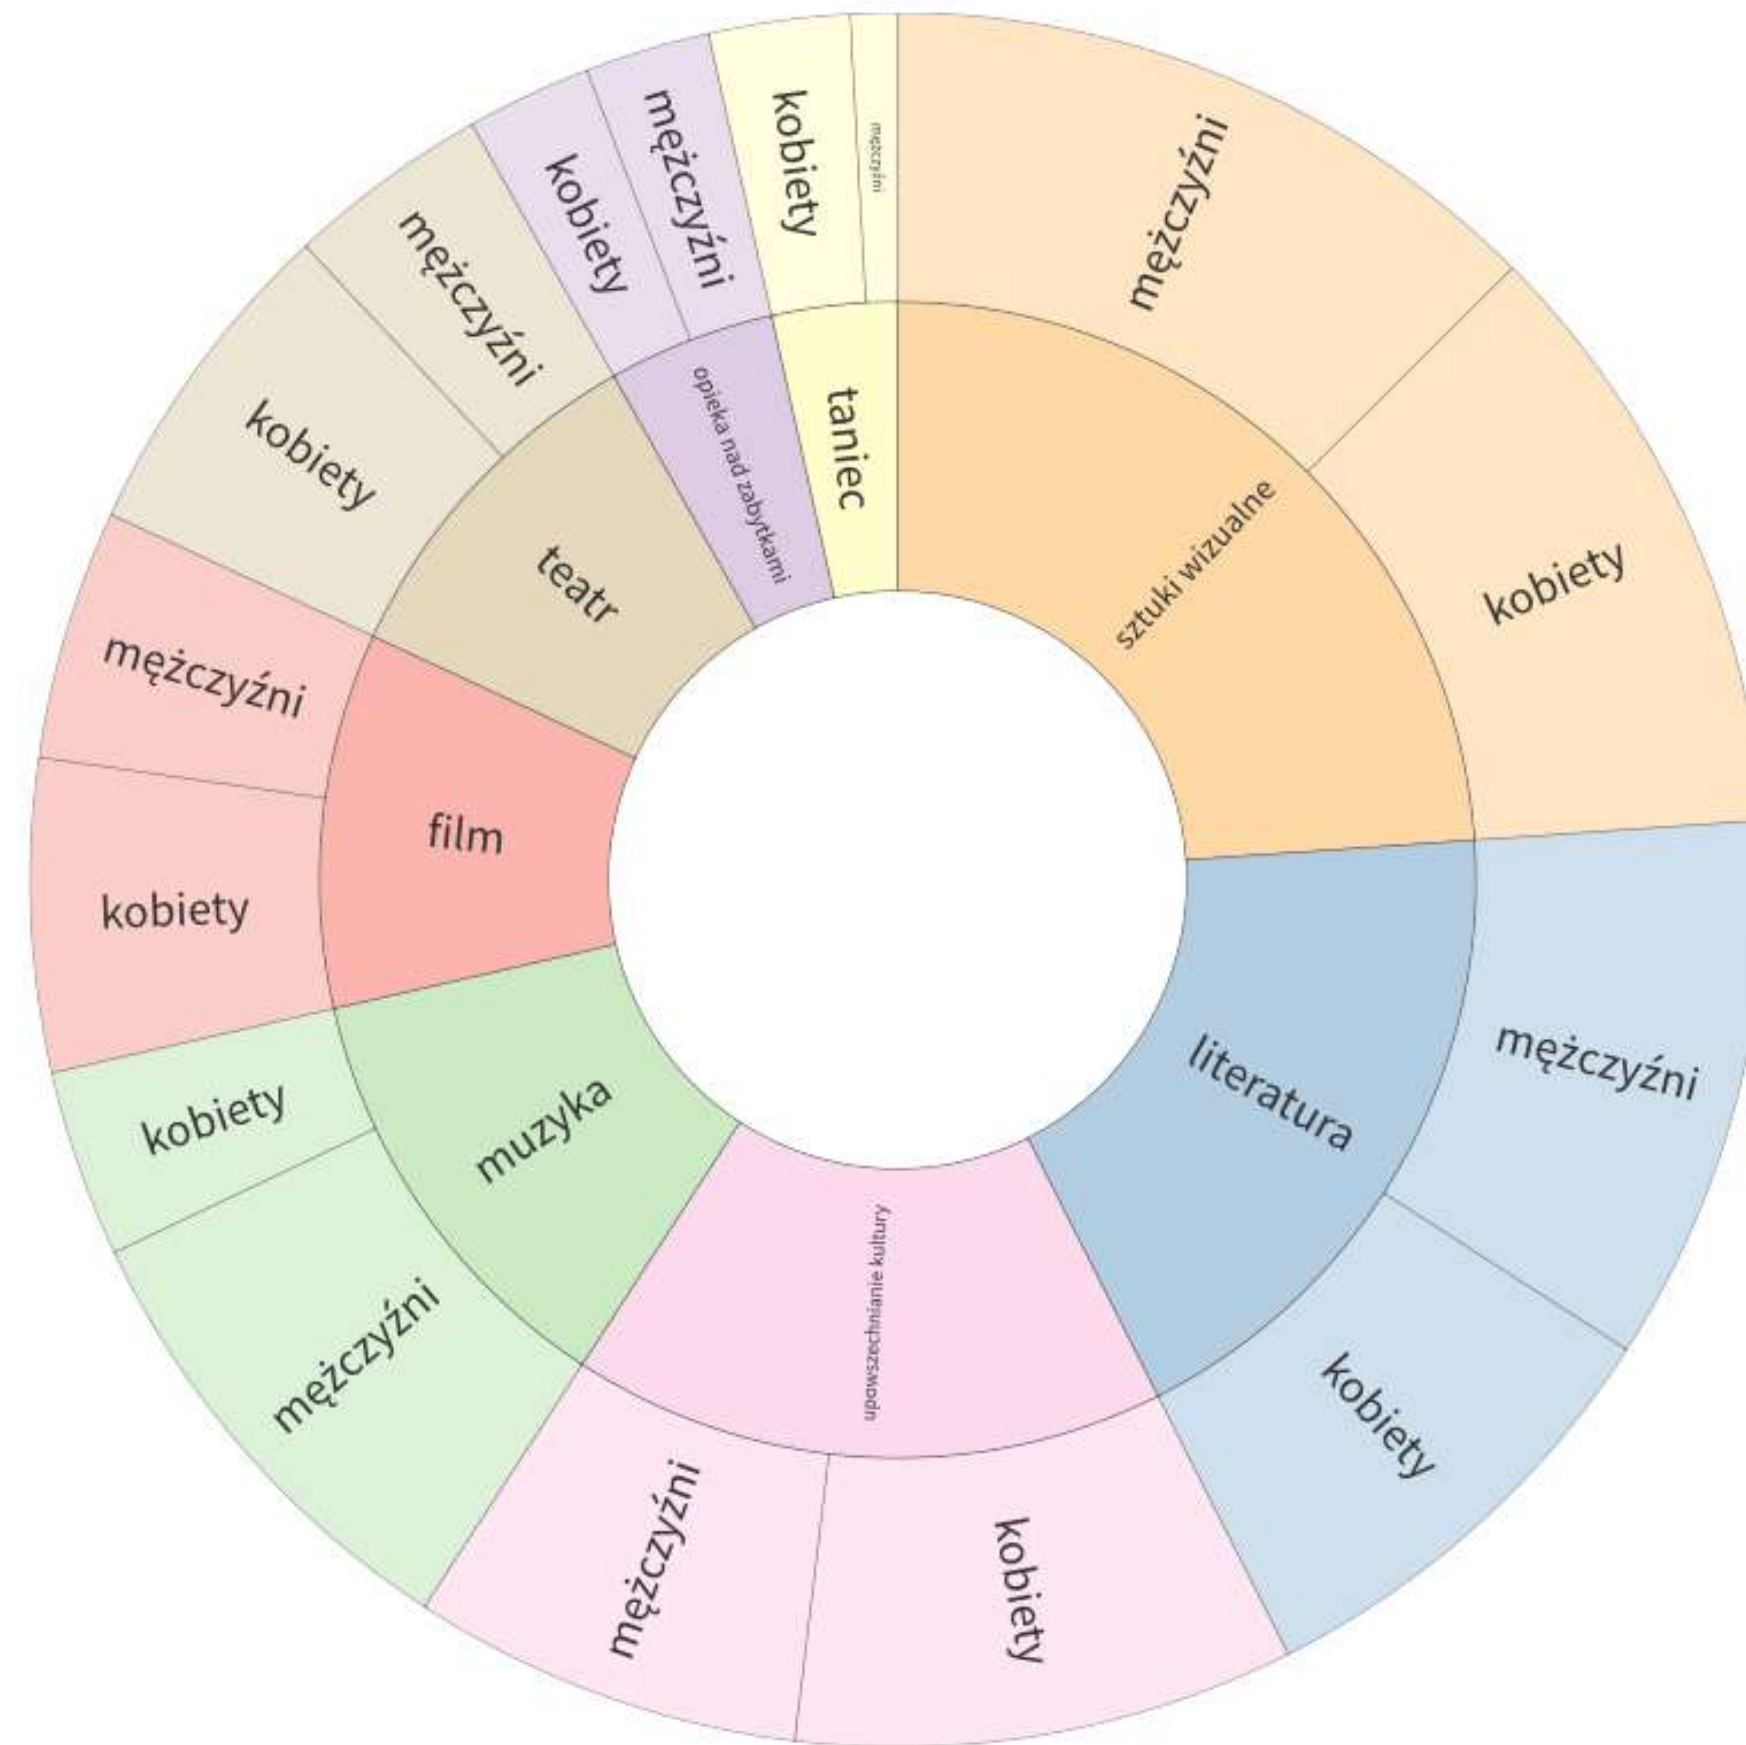 sztuki wizualne
mężczyźni
kobiety
literatura
mężczyźni
kobiety
upowszechnianie kultury
kobiety
mężczyźni
muzyka
mężczyźni
kobiety
film
kobiety
mężczyźni
teatr
kobiety
mężczyźni
opieka nad zabytkami
kobiety
mężczyźni
taniec
kobiety
mężczyźni